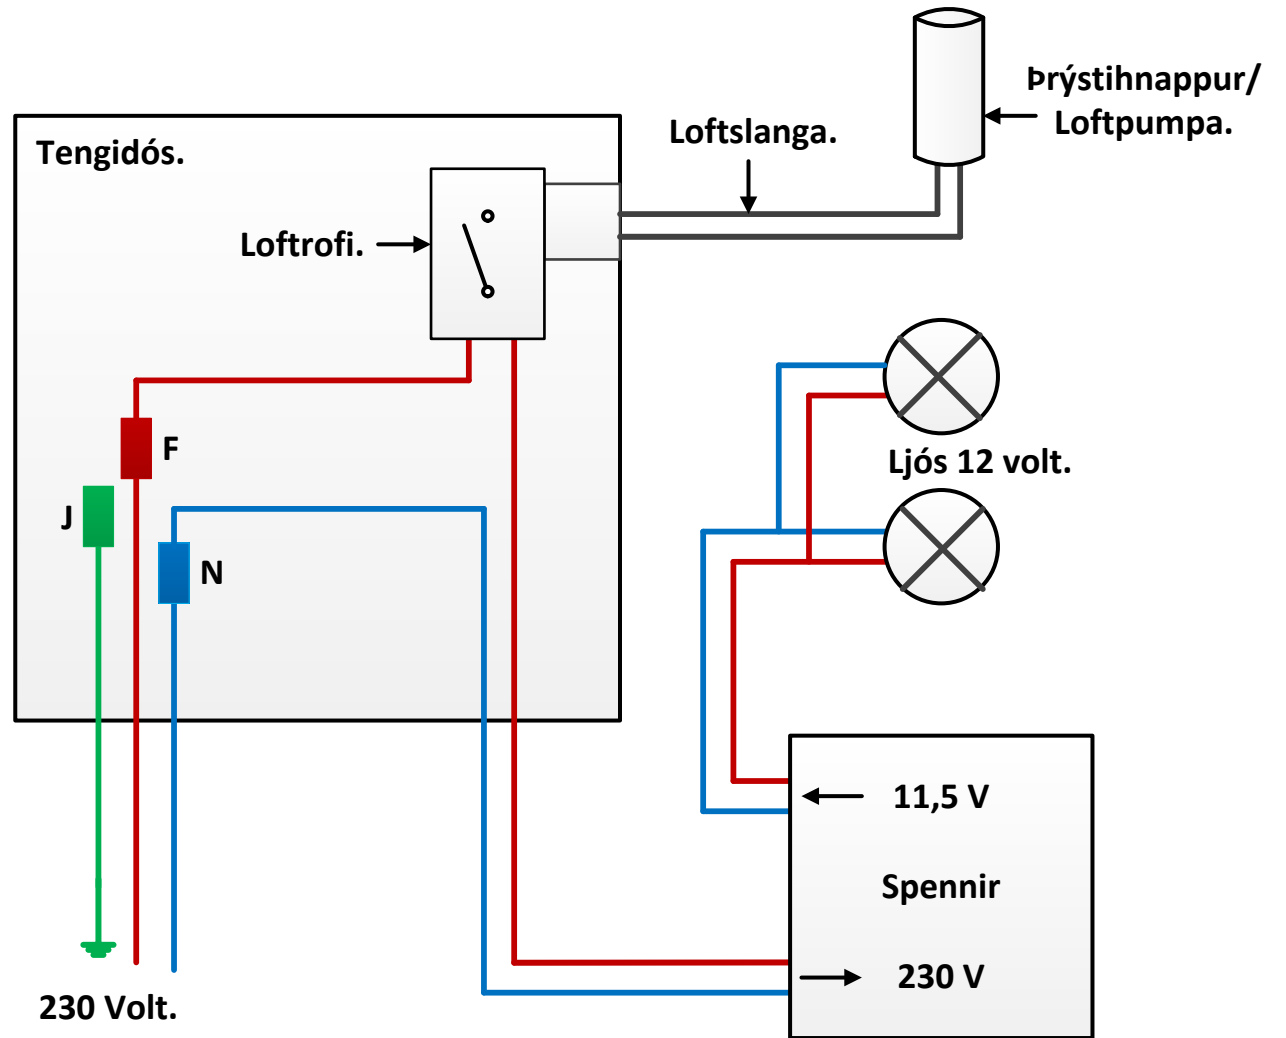 Þrýstihnappur/
Loftpumpa.
Loftslanga.
Tengidós.
Loftrofi.
F
J
N
Ljós 12 volt.
11,5 V
Spennir
230 V
230 Volt.